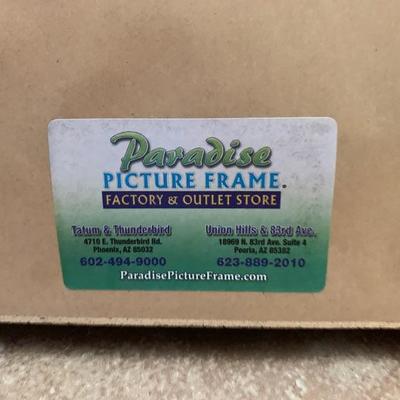 Paradise
PICTURE FRAME®
FACTORY & OUTLET STORE
Tatum & Thunderbird
4710 E. Thunderbird Rd.
Phoenix, AZ 85032
602-494-9000
Union Hills & 83rd Ave.
18969 N. 83rd Ave. Suite 4
Peoria, AZ 85382
623-889-2010
ParadisePictureFrame.com